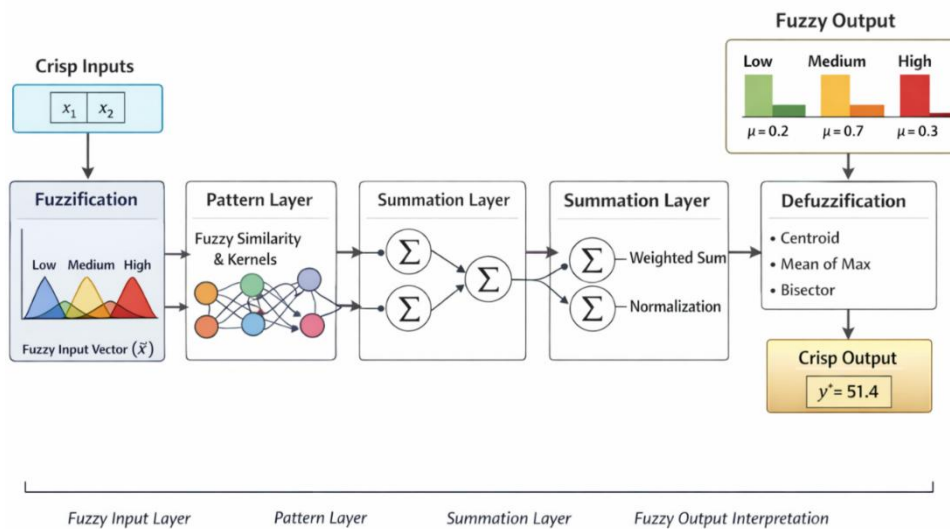 Crisp Inputs
x₁ x₂
Fuzzification
Low Medium High
Fuzzy Input Vector (x̃)
Pattern Layer
Fuzzy Similarity
& Kernels
Summation Layer
Σ
Σ
Σ
Summation Layer
Σ Weighted Sum
Σ Normalization
Fuzzy Output
Low Medium High
μ = 0.2 μ = 0.7 μ = 0.3
Defuzzification
• Centroid
• Mean of Max
• Bisector
Crisp Output
y* = 51.4
Fuzzy Input Layer Pattern Layer Summation Layer Fuzzy Output Interpretation